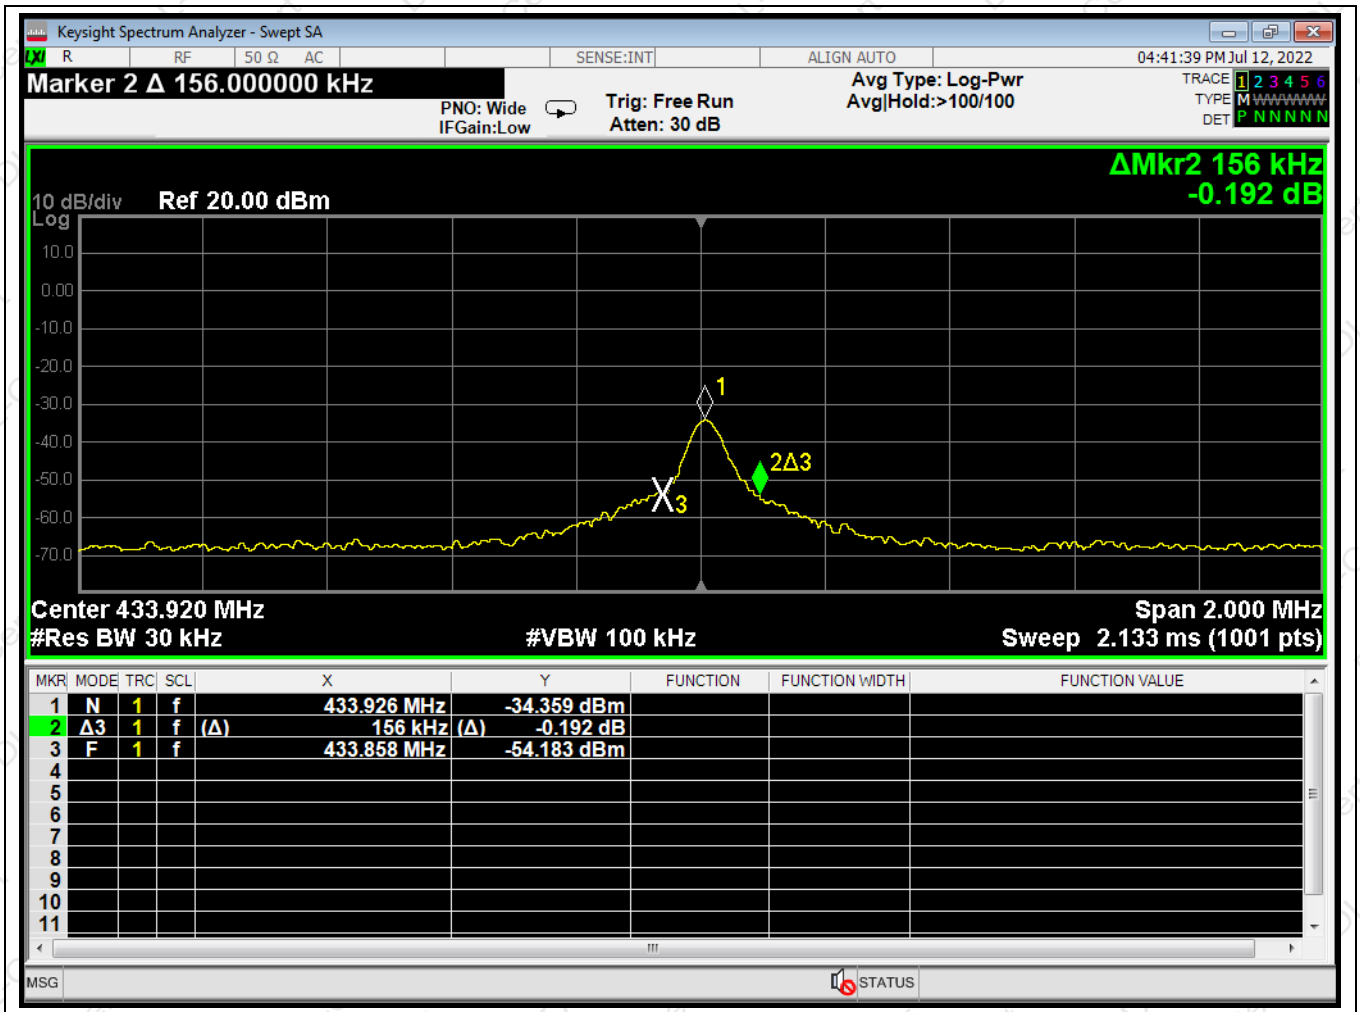 Keysight Spectrum Analyzer - Swept SA
LXI R RF 50 Ω AC SENSE:INT ALIGN AUTO 04:41:39 PM Jul 12, 2022
Marker 2 Δ 156.000000 kHz
PNO: Wide
IFGain:Low
Trig: Free Run
Atten: 30 dB
Avg Type: Log-Pwr
Avg|Hold:>100/100
TRACE 1 2 3 4 5 6
TYPE M W W W W W
DET P N N N N N
ΔMkr2 156 kHz
-0.192 dB
10 dB/div Ref 20.00 dBm
Log
10.0
0.00
-10.0
-20.0
-30.0
-40.0
-50.0
-60.0
-70.0
1
2Δ3
3
Center 433.920 MHz Span 2.000 MHz
#Res BW 30 kHz #VBW 100 kHz Sweep 2.133 ms (1001 pts)
MKR MODE TRC SCL X Y FUNCTION FUNCTION WIDTH FUNCTION VALUE
1 N 1 f 433.926 MHz -34.359 dBm
2 Δ3 1 f (Δ) 156 kHz (Δ) -0.192 dB
3 F 1 f 433.858 MHz -54.183 dBm
4
5
6
7
8
9
10
11
MSG STATUS